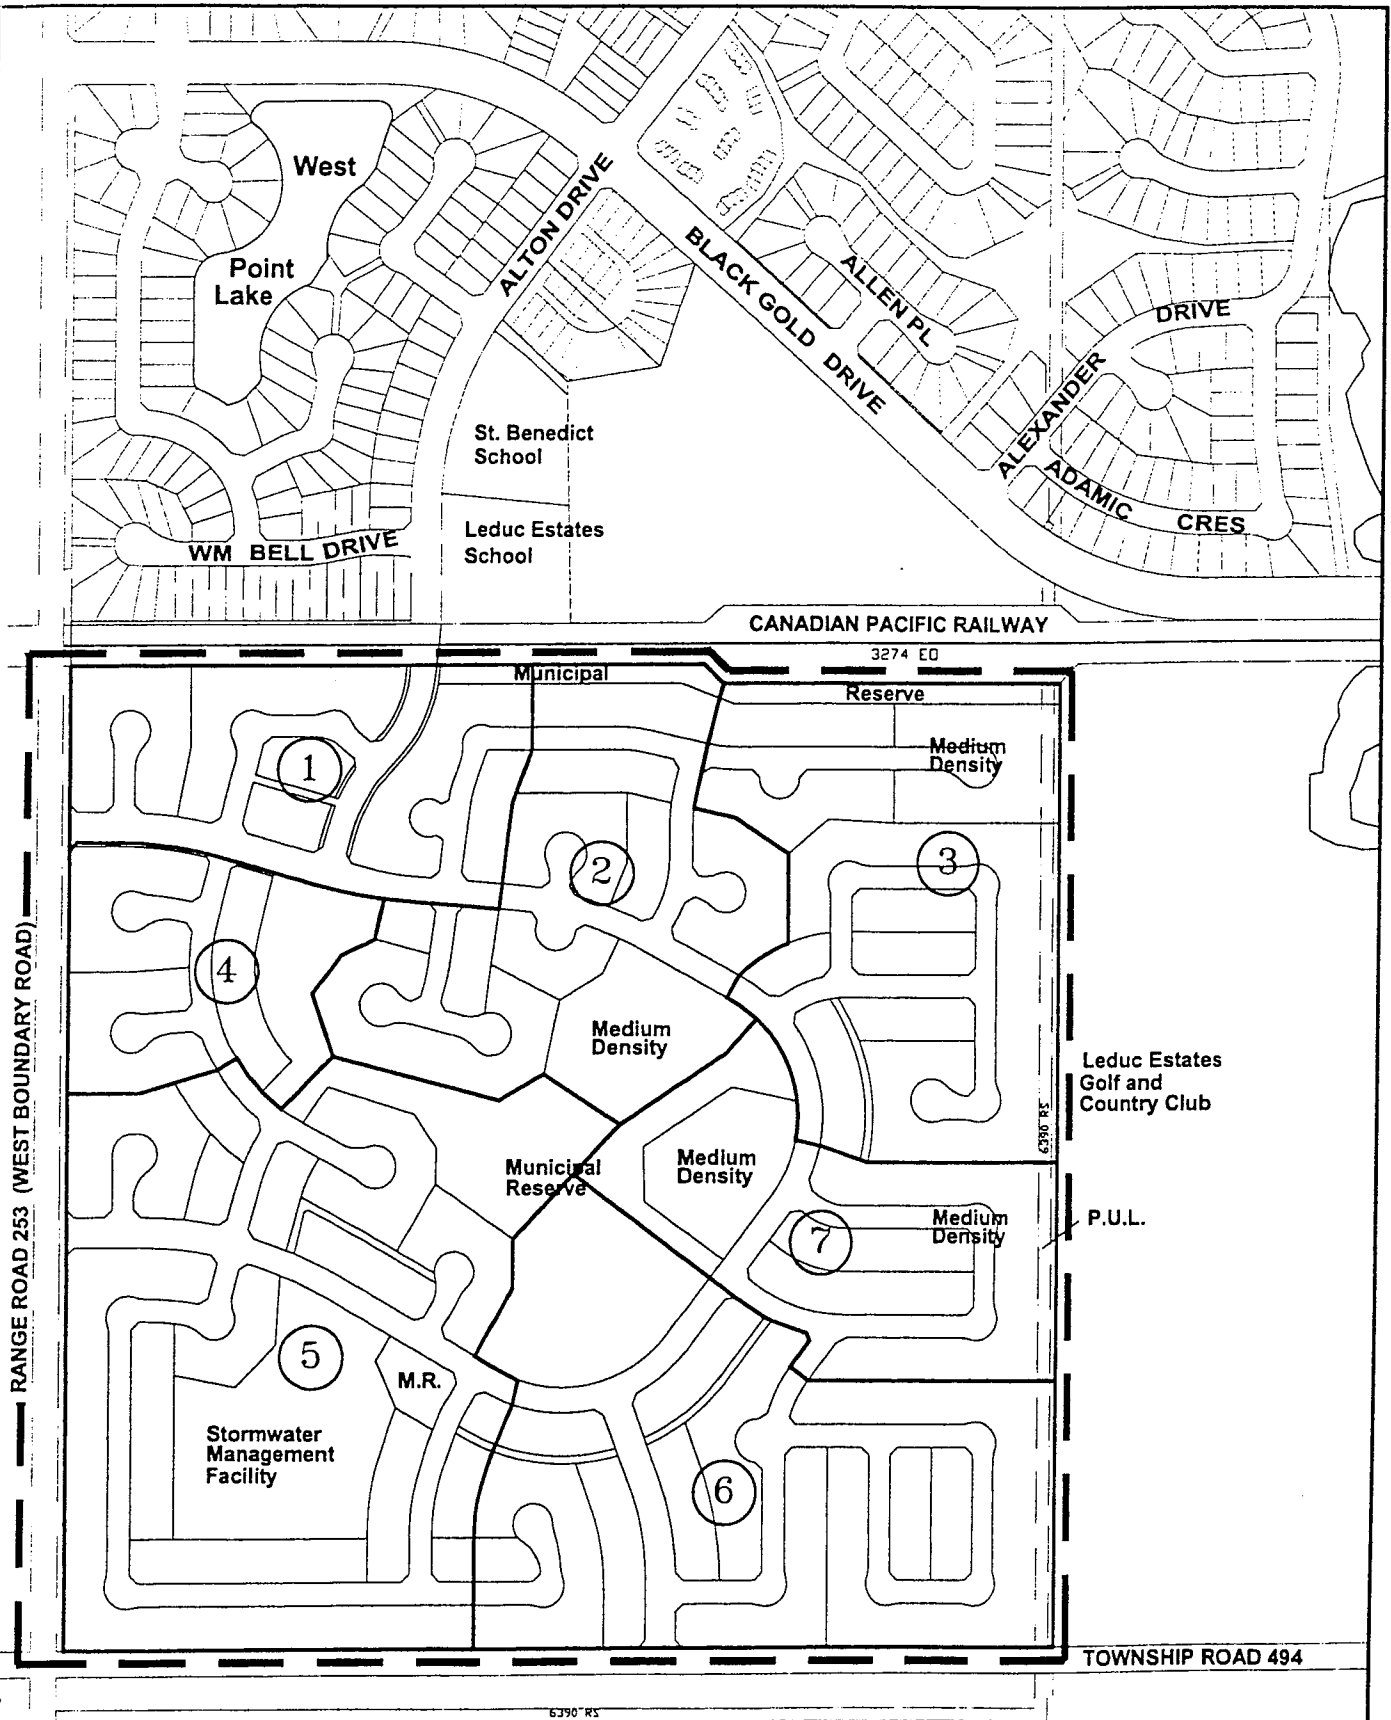 West
Point
Lake
ALTON DRIVE
BLACK GOLD DRIVE
ALLEN PL
DRIVE
ALEXANDER
ADAMIC
CRES
St. Benedict
School
Leduc Estates
School
WM BELL DRIVE
CANADIAN PACIFIC RAILWAY
3274 EO
Municipal
Reserve
Medium
Density
1
2
3
4
Medium
Density
Leduc Estates
Golf and
Country Club
6390 RS
RANGE ROAD 253 (WEST BOUNDARY ROAD)
Municipal
Reserve
Medium
Density
Medium
Density
P.U.L.
7
5
M.R.
Stormwater
Management
Facility
6
TOWNSHIP ROAD 494
6390 RS